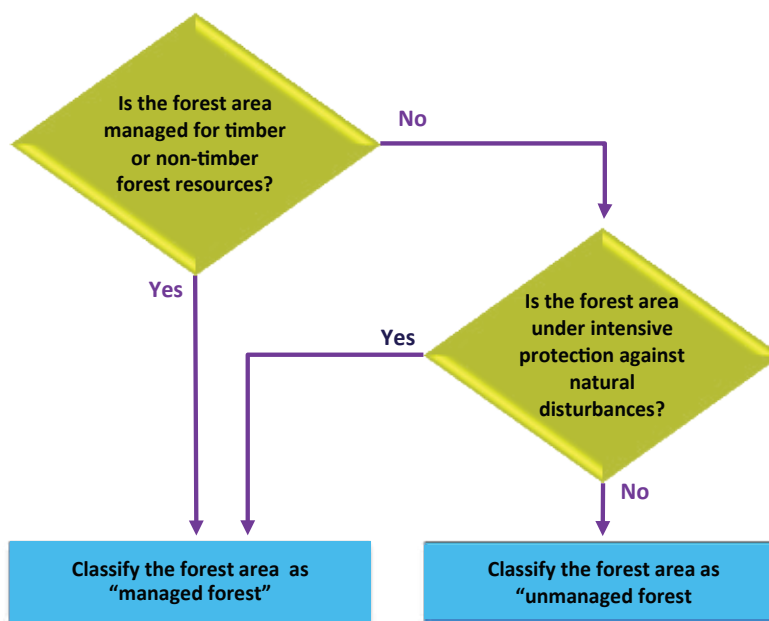 Is the forest area
managed for timber
or non-timber
forest resources?
No
Yes
Is the forest area
under intensive
protection against
natural
disturbances?
Yes
No
Classify the forest area as
“managed forest”
Classify the forest area as
“unmanaged forest